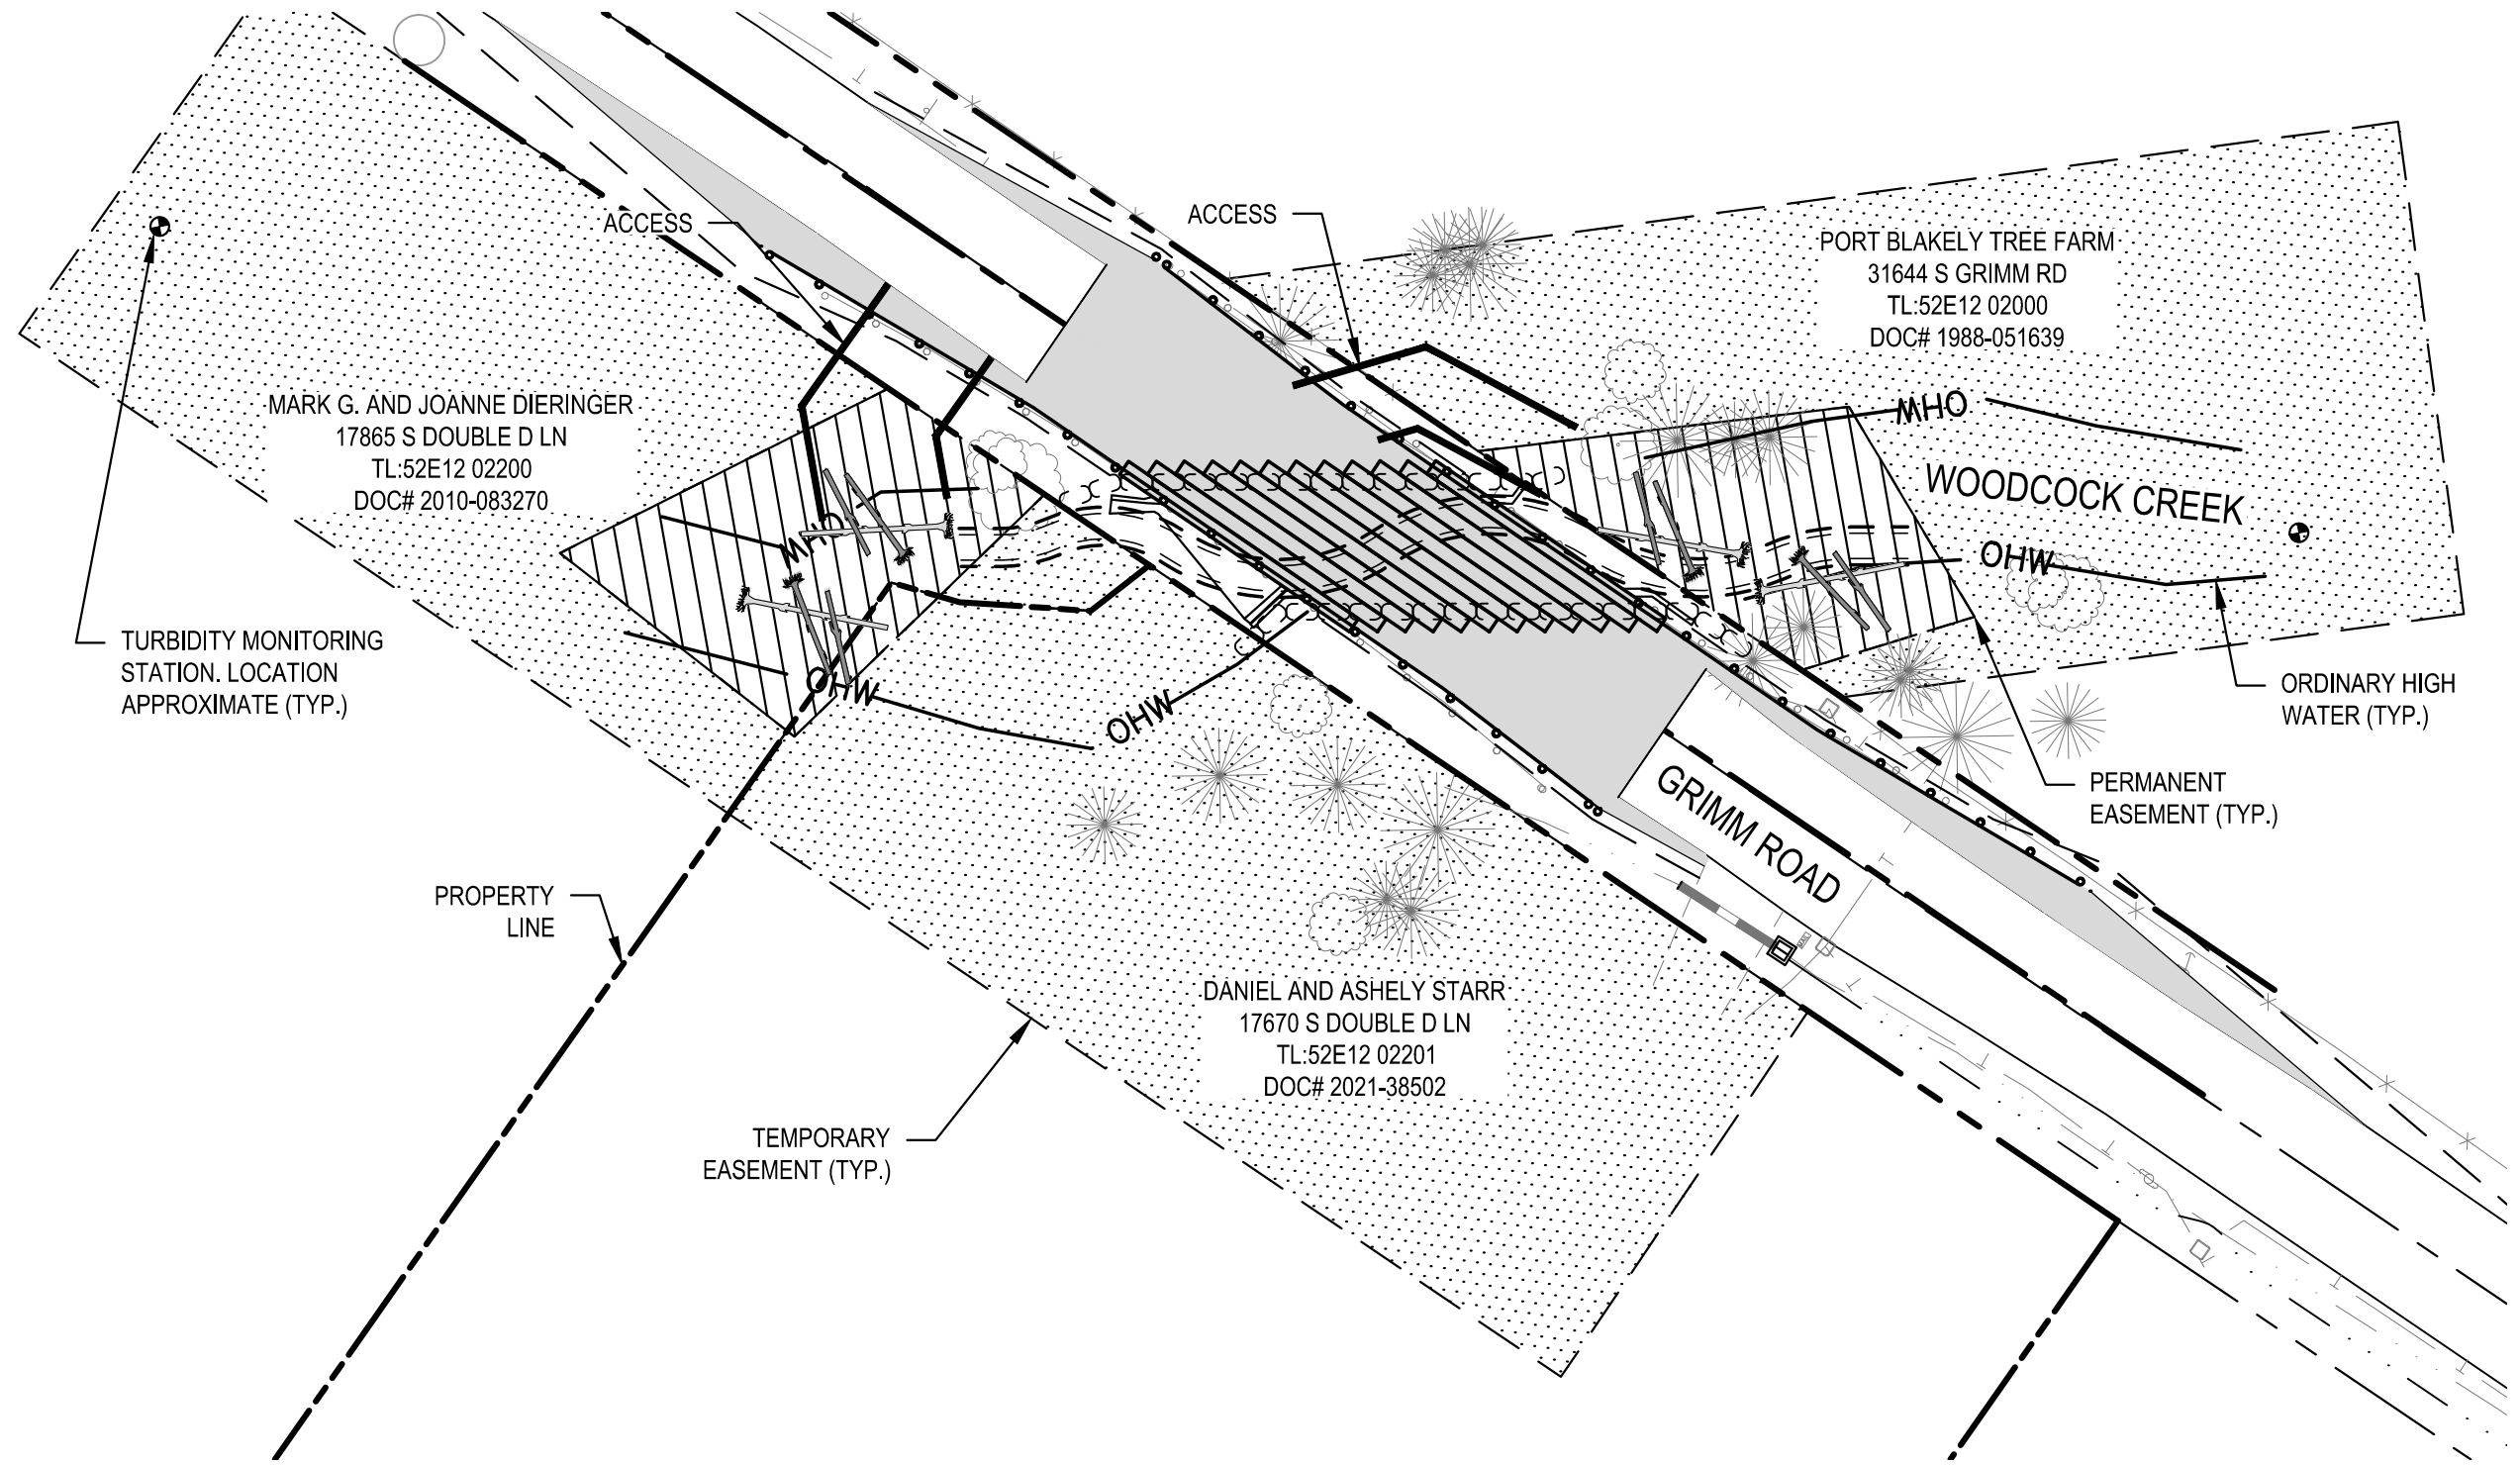 ACCESS
ACCESS
PORT BLAKELY TREE FARM
31644 S GRIMM RD
TL:52E12 02000
DOC# 1988-051639
MARK G. AND JOANNE DIERINGER
17865 S DOUBLE D LN
TL:52E12 02200
DOC# 2010-083270
OHW
WOODCOCK CREEK
OHW
OHW
TURBIDITY MONITORING
STATION. LOCATION
APPROXIMATE (TYP.)
OHW
OHW
ORDINARY HIGH
WATER (TYP.)
PERMANENT
EASEMENT (TYP.)
GRIMM ROAD
PROPERTY
LINE
DANIEL AND ASHELY STARR
17670 S DOUBLE D LN
TL:52E12 02201
DOC# 2021-38502
TEMPORARY
EASEMENT (TYP.)